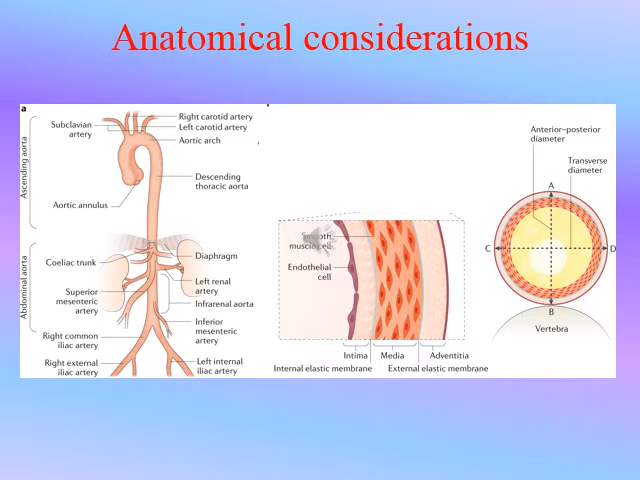 Anatomical considerations
a
Ascending aorta
Abdominal aorta
Subclavian
artery
Right carotid artery
Left carotid artery
Aortic arch
Descending
thoracic aorta
Aortic annulus
Coeliac trunk
Diaphragm
Left renal
artery
Superior
mesenteric
artery
Infrarenal aorta
Inferior
mesenteric
artery
Right common
iliac artery
Right external
iliac artery
Left internal
iliac artery
Smooth
muscle cell
Endothelial
cell
Intima
Media
Adventitia
Internal elastic membrane
External elastic membrane
Anterior–posterior
diameter
Transverse
diameter
A
C
D
B
Vertebra